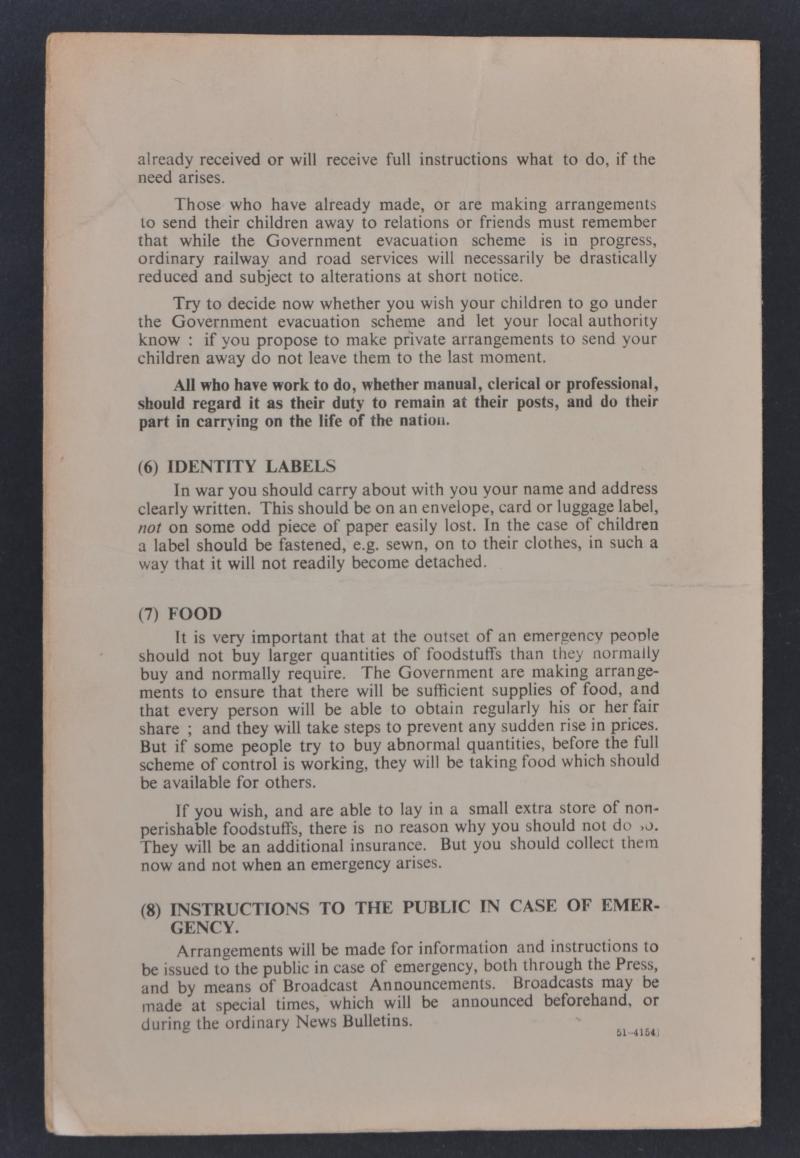 already received or will receive full instructions what to do, if the
need arises.
Those who have already made, or are making arrangements
to send their children away to relations or friends must remember
that while the Government evacuation scheme is in progress,
ordinary railway and road services will necessarily be drastically
reduced and subject to alterations at short notice.
Try to decide now whether you wish your children to go under
the Government evacuation scheme and let your local authority
know : if you propose to make private arrangements to send your
children away do not leave them to the last moment.
All who have work to do, whether manual, clerical or professional,
should regard it as their duty to remain at their posts, and do their
part in carrying on the life of the nation.
(6) IDENTITY LABELS
In war you should carry about with you your name and address
clearly written. This should be on an envelope, card or luggage label,
not on some odd piece of paper easily lost. In the case of children
a label should be fastened, e.g. sewn, on to their clothes, in such a
way that it will not readily become detached.
(7) FOOD
It is very important that at the outset of an emergency people
should not buy larger quantities of foodstuffs than they normally
buy and normally require. The Government are making arrange-
ments to ensure that there will be sufficient supplies of food, and
that every person will be able to obtain regularly his or her fair
share ; and they will take steps to prevent any sudden rise in prices.
But if some people try to buy abnormal quantities, before the full
scheme of control is working, they will be taking food which should
be available for others.
If you wish, and are able to lay in a small extra store of non-
perishable foodstuffs, there is no reason why you should not do so.
They will be an additional insurance. But you should collect them
now and not when an emergency arises.
(8) INSTRUCTIONS TO THE PUBLIC IN CASE OF EMER-
GENCY.
Arrangements will be made for information and instructions to
be issued to the public in case of emergency, both through the Press,
and by means of Broadcast Announcements. Broadcasts may be
made at special times, which will be announced beforehand, or
during the ordinary News Bulletins.
51-4154